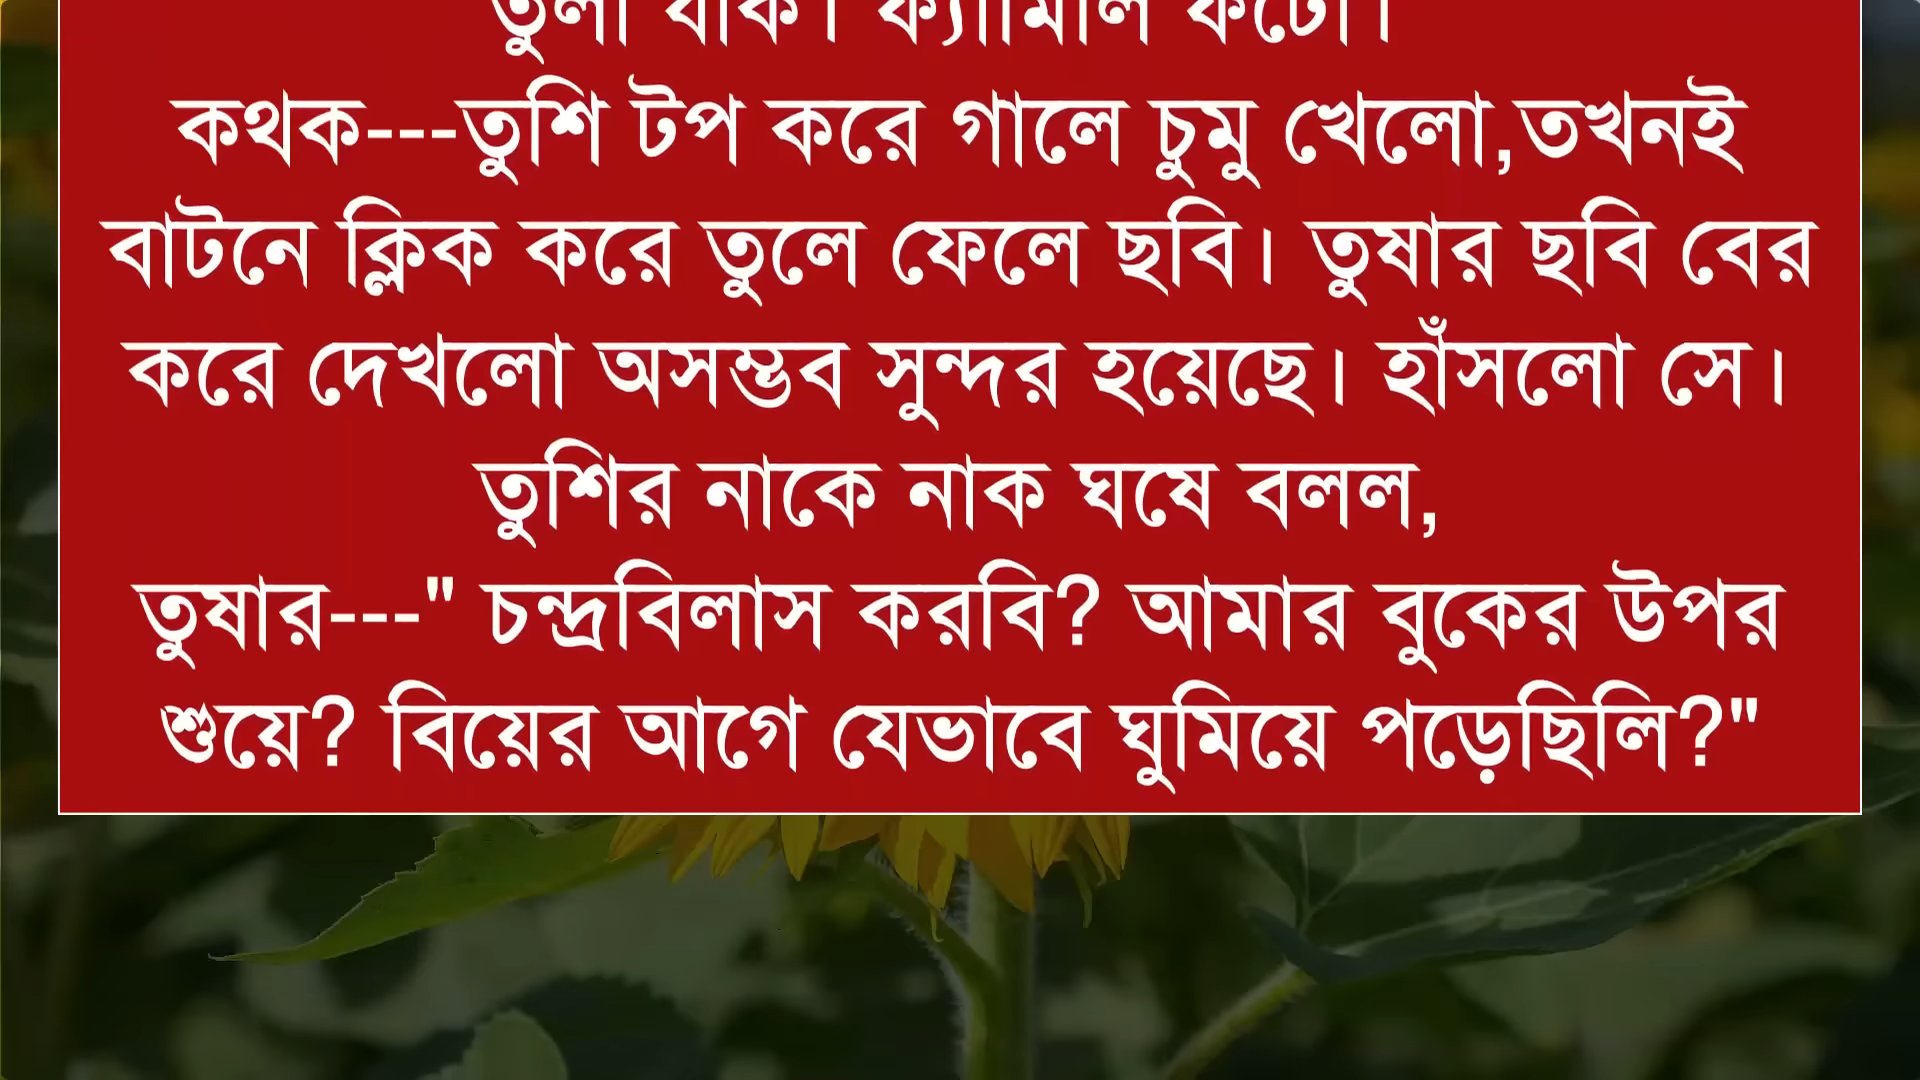 তুলা যাক। ফ্যামিলি ফটো।
কথক---তুশি টপ করে গালে চুমু খেলো,তখনই
বাটনে ক্লিক করে তুলে ফেলে ছবি। তুষার ছবি বের
করে দেখলো অসম্ভব সুন্দর হয়েছে। হাঁসলো সে।
তুশির নাকে নাক ঘষে বলল,
তুষার---" চন্দ্রবিলাস করবি? আমার বুকের উপর
শুয়ে? বিয়ের আগে যেভাবে ঘুমিয়ে পড়েছিলি?"